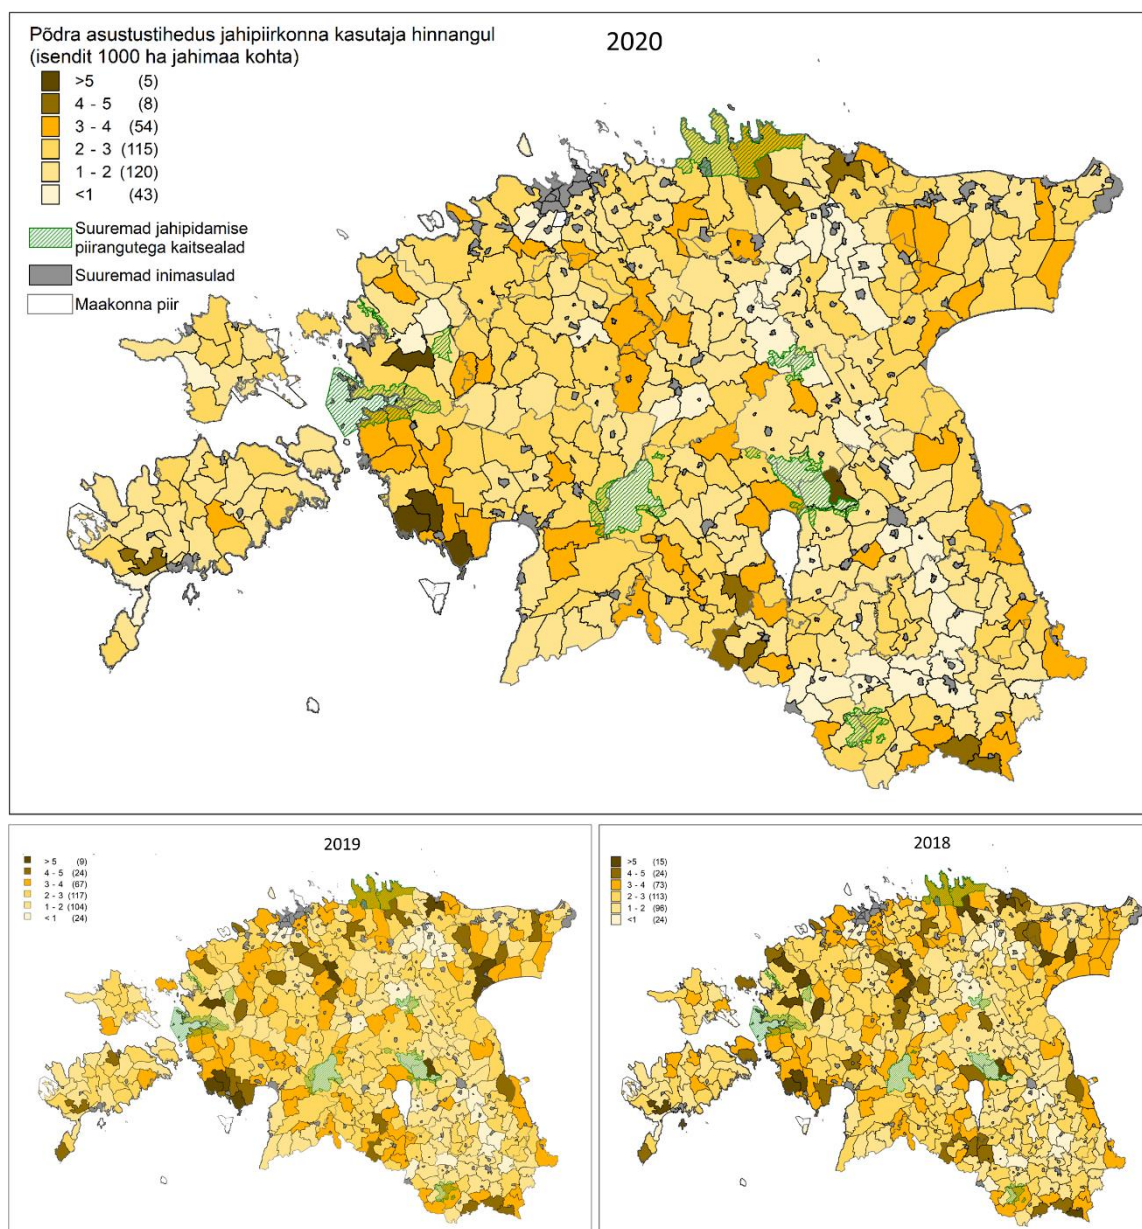 Põdra asustustihedus jahipiirkonna kasutaja hinnangul
(isendit 1000 ha jahimaa kohta)
2020
>5 (5)
4 - 5 (8)
3 - 4 (54)
2 - 3 (115)
1 - 2 (120)
<1 (43)
Suuremad jahipidamise
piirangutega kaitsealad
Suuremad inimasulad
Maakonna piir
2019
> 5 (9)
4 - 5 (24)
3 - 4 (67)
2 - 3 (117)
1 - 2 (104)
< 1 (24)
2018
>5 (15)
4 - 5 (24)
3 - 4 (73)
2 - 3 (113)
1 - 2 (96)
<1 (24)